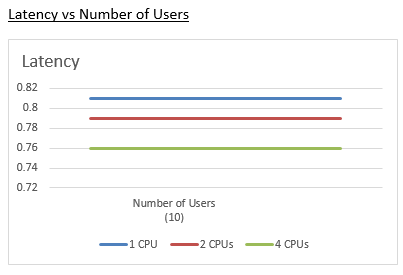 Latency vs Number of Users
Latency
0.82
0.8
0.78
0.76
0.74
0.72
Number of Users
(10)
1 CPU 2 CPUs 4 CPUs